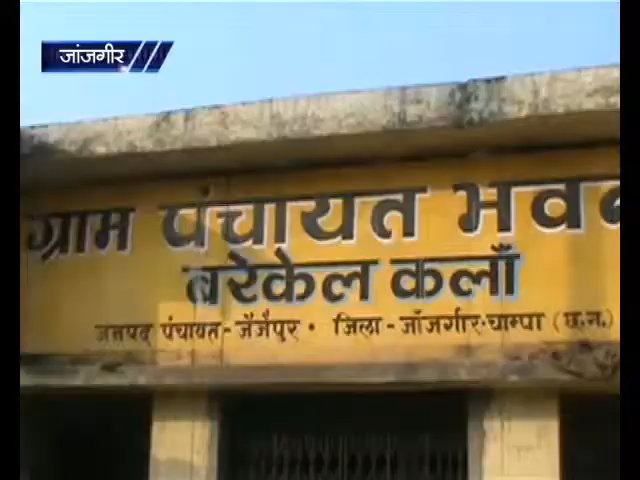 जांजगीर
ग्राम पंचायत भवन
बरेकेल कलाँ
जनपद पंचायत - जैजैपुर • जिला - जाँजगीर-चाम्पा (छ.ग.)